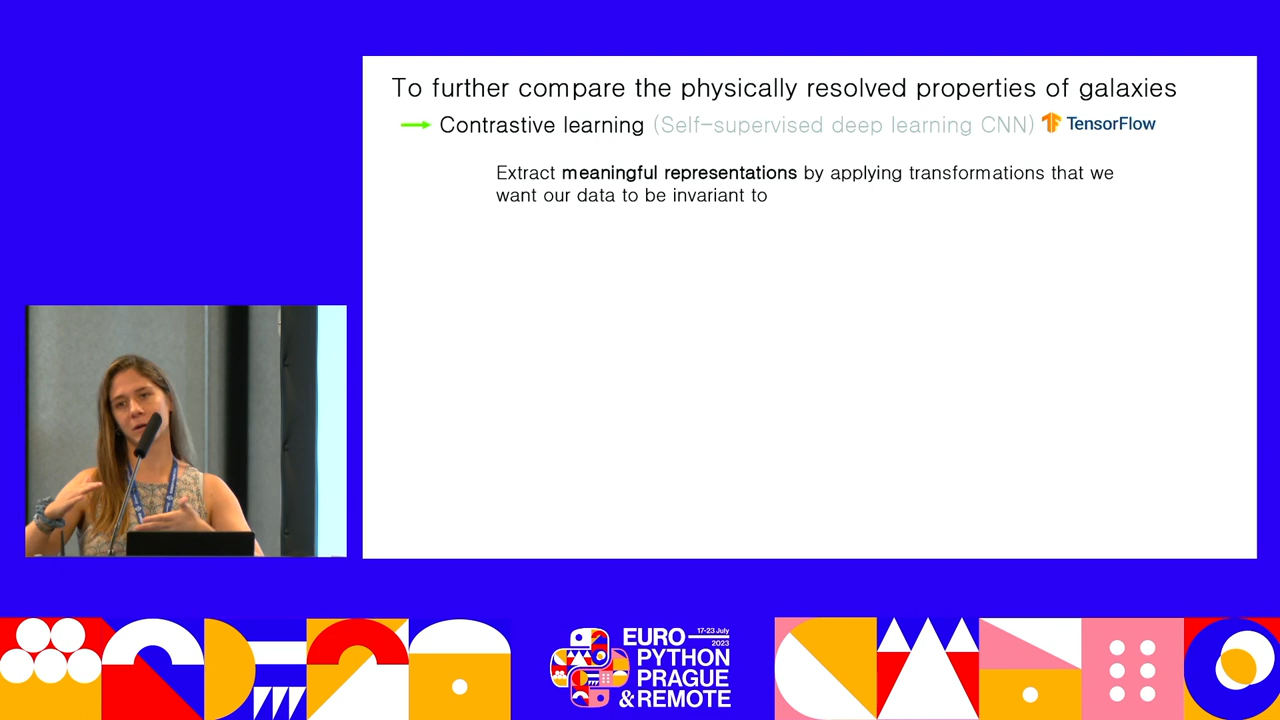 To further compare the physically resolved properties of galaxies
Contrastive learning (Self-supervised deep learning CNN) TensorFlow
Extract meaningful representations by applying transformations that we
want our data to be invariant to
17-23 July
2023
EURO
PYTHON
PRAGUE
& REMOTE